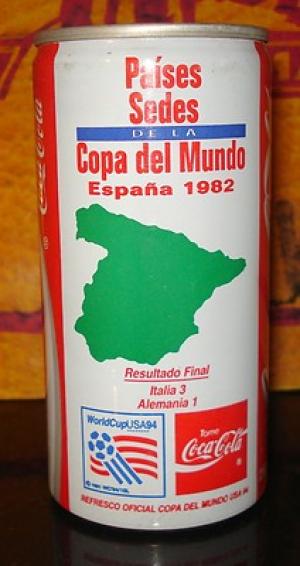 Países
Sedes
DE LA
Copa del Mundo
España 1982
Resultado Final
Italia 3
Alemania 1
WorldCupUSA94
Tome
Coca-Cola
REFRESCO OFICIAL COPA DEL MUNDO USA 94
Coca-Cola